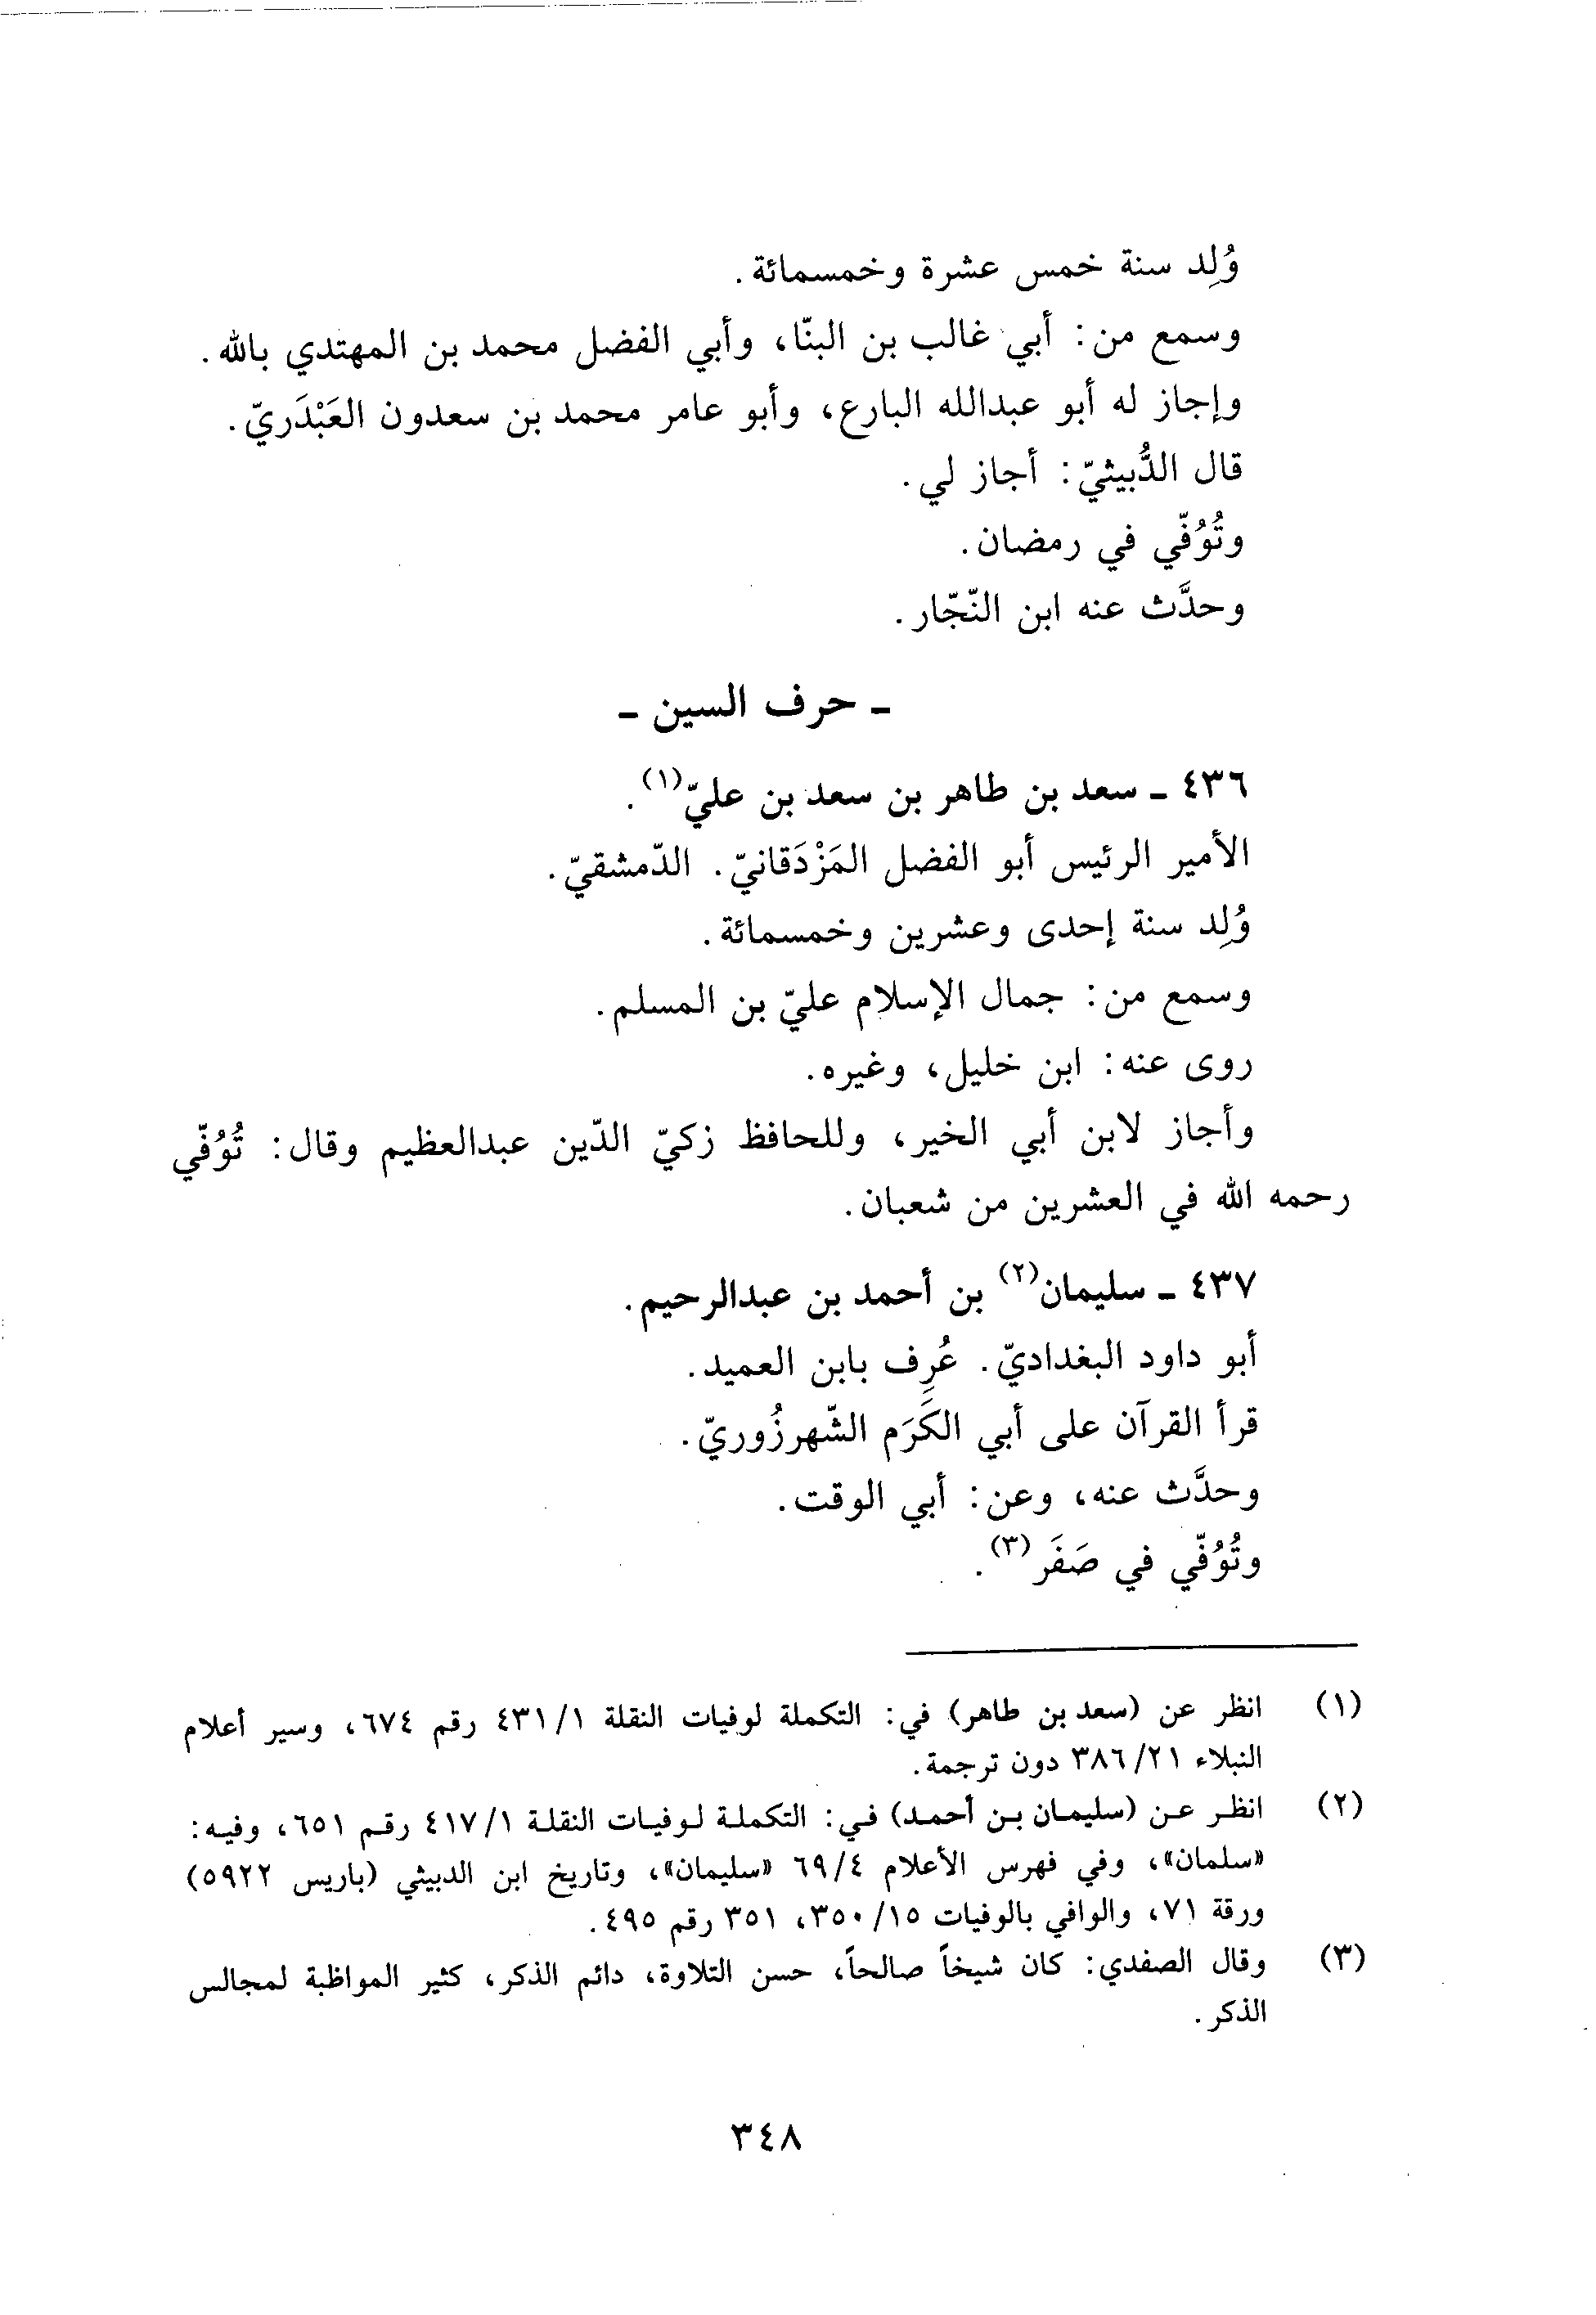 وُلِد سنة خمس عشرة وخمسمائة.
وسمع من: أبي غالب بن البنّا، وأبي الفضل محمد بن المهتدي بالله.
وإجاز له أبو عبدالله البارع، وأبو عامر محمد بن سعدون العَبْدَريّ.
قال الدُّبيثيّ: أجاز لي.
وتُوُفّي في رمضان.
وحدَّث عنه ابن النّجّار.
ـ حرف السين ـ
٤٣٦ ـ سعد بن طاهر بن سعد بن عليّ(١).
الأمير الرئيس أبو الفضل المَزْدَقانيّ. الدّمشقيّ.
وُلِد سنة إحدى وعشرين وخمسمائة.
وسمع من: جمال الإسلام عليّ بن المسلم.
روى عنه: ابن خليل، وغيره.
وأجاز لابن أبي الخير، وللحافظ زكيّ الدّين عبدالعظيم وقال: تُوُفّي
رحمه الله في العشرين من شعبان.
٤٣٧ ـ سليمان(٢) بن أحمد بن عبدالرحيم.
أبو داود البغداديّ. عُرِف بابن العميد.
قرأ القرآن على أبي الكَرَم الشّهرزُوريّ.
وحدَّث عنه، وعن: أبي الوقت.
وتُوُفّي في صَفَر(٣).
(١) انظر عن (سعد بن طاهر) في: التكملة لوفيات النقلة ٤٣١/١ رقم ٦٧٤، وسير أعلام
النبلاء ٣٨٦/٢١ دون ترجمة.
(٢) انظر عن (سليمان بن أحمد) في: التكملة لوفيات النقلة ٤١٧/١ رقم ٦٥١، وفيه:
«سلمان»، وفي فهرس الأعلام ٦٩/٤ «سليمان»، وتاريخ ابن الدبيثي (باريس ٥٩٢٢)
ورقة ٧١، والوافي بالوفيات ٣٥٠/١٥، ٣٥١ رقم ٤٩٥.
(٣) وقال الصفدي: كان شيخاً صالحاً، حسن التلاوة، دائم الذكر، كثير المواظبة لمجالس
الذكر.
٣٤٨